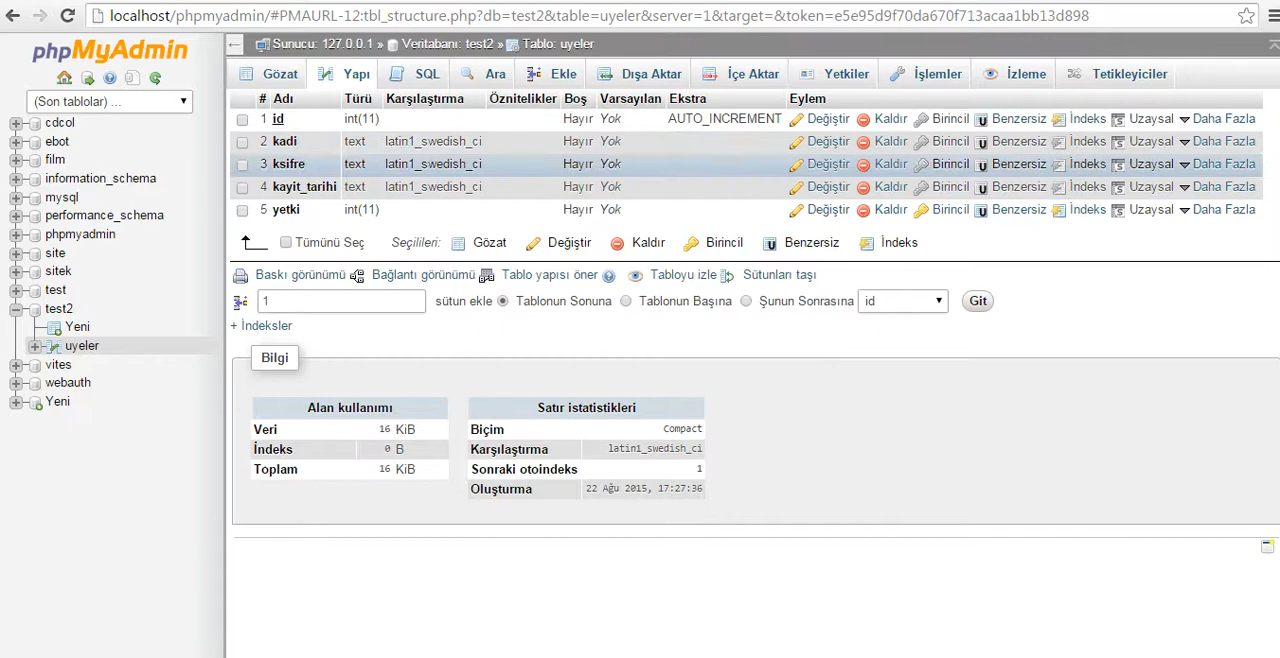 localhost/phpmyadmin/#PMAURL-12:tbl_structure.php?db=test2&table=uyeler&server=1&target=&token=e5e95d9f70da670f713acaa1bb13d898
phpMyAdmin
(Son tablolar) ...
cdcol
ebot
film
information_schema
mysql
performance_schema
phpmyadmin
site
sitek
test
test2
Yeni
uyeler
vites
webauth
Yeni
Sunucu: 127.0.0.1 » Veritabanı: test2 » Tablo: uyeler
Gözat Yapı SQL Ara Ekle Dışa Aktar İçe Aktar Yetkiler İşlemler İzleme Tetikleyiciler
# Adı Türü Karşılaştırma Öznitelikler Boş Varsayılan Ekstra Eylem
1 id int(11) Hayır Yok AUTO_INCREMENT Değiştir Kaldır Birincil Benzersiz İndeks Uzaysal Daha Fazla
2 kadi text latin1_swedish_ci Hayır Yok Değiştir Kaldır Birincil Benzersiz İndeks Uzaysal Daha Fazla
3 ksifre text latin1_swedish_ci Hayır Yok Değiştir Kaldır Birincil Benzersiz İndeks Uzaysal Daha Fazla
4 kayit_tarihi text latin1_swedish_ci Hayır Yok Değiştir Kaldır Birincil Benzersiz İndeks Uzaysal Daha Fazla
5 yetki int(11) Hayır Yok Değiştir Kaldır Birincil Benzersiz İndeks Uzaysal Daha Fazla
Tümünü Seç Seçilileri: Gözat Değiştir Kaldır Birincil Benzersiz İndeks
Baskı görünümü Bağlantı görünümü Tablo yapısı öner Tabloyu izle Sütunları taşı
1 sütun ekle Tablonun Sonuna Tablonun Başına Şunun Sonrasına id Git
+ İndeksler
Bilgi
Alan kullanımı
Veri 16 KiB
İndeks 0 B
Toplam 16 KiB
Satır istatistikleri
Biçim Compact
Karşılaştırma latin1_swedish_ci
Sonraki otoindeks 1
Oluşturma 22 Ağu 2015, 17:27:36